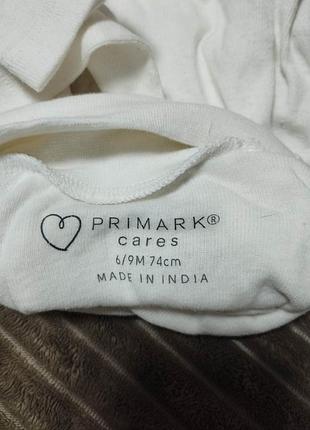 PRIMARK®
cares
6/9M 74cm
MADE IN INDIA